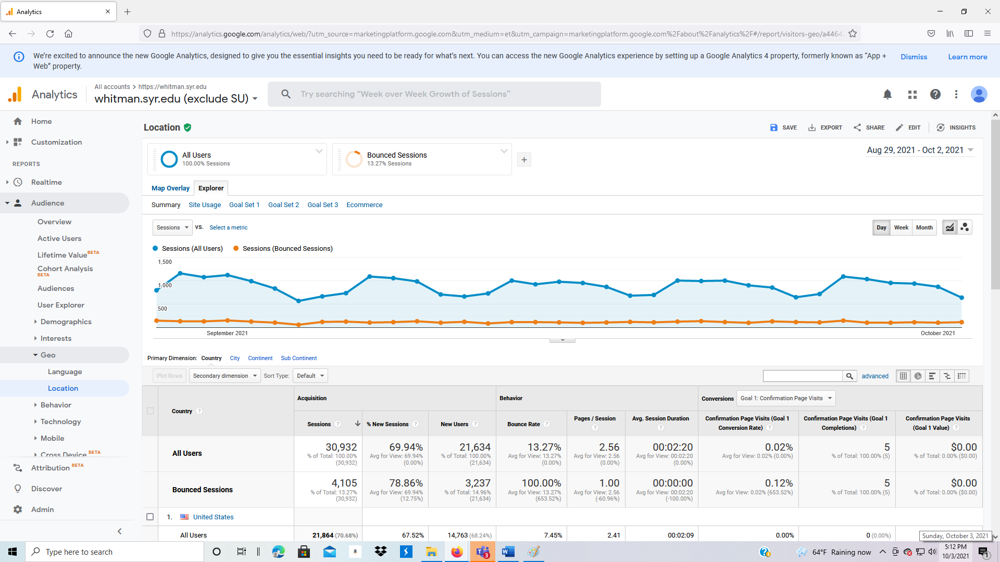 Analytics
https://analytics.google.com/analytics/web/?utm_source=marketingplatform.google.com&utm_medium=et&utm_campaign=marketingplatform.google.com%2Fabout%2Fanalytics%2F#/report/visitors-geo/a4464
We're excited to announce the new Google Analytics, designed to give you the essential insights you need to be ready for what's next. You can access the new Google Analytics experience by setting up a Google Analytics 4 property, formerly known as “App +
Web” property.
Dismiss
Learn more
Analytics
All accounts > https://whitman.syr.edu
whitman.syr.edu (exclude SU)
Try searching “Week over Week Growth of Sessions”
Home
Customization
REPORTS
Realtime
Audience
Overview
Active Users
Lifetime Value BETA
Cohort Analysis
BETA
Audiences
User Explorer
Demographics
Interests
Geo
Language
Location
Behavior
Technology
Mobile
Cross Device BETA
Attribution BETA
Discover
Admin
Location
SAVE
EXPORT
SHARE
EDIT
INSIGHTS
All Users
100.00% Sessions
Bounced Sessions
13.27% Sessions
+
Aug 29, 2021 - Oct 2, 2021
Map Overlay
Explorer
Summary
Site Usage
Goal Set 1
Goal Set 2
Goal Set 3
Ecommerce
Sessions
VS.
Select a metric
Day
Week
Month
Sessions (All Users)
Sessions (Bounced Sessions)
1,500
1,000
500
September 2021
October 2021
Primary Dimension: Country City Continent Sub Continent
Plot Rows
Secondary dimension
Sort Type:
Default
advanced
Country ?
Acquisition
Behavior
Conversions
Goal 1: Confirmation Page Visits
Sessions ?
% New Sessions ?
New Users ?
Bounce Rate ?
Pages / Session ?
Avg. Session Duration ?
Confirmation Page Visits (Goal 1
Conversion Rate) ?
Confirmation Page Visits (Goal 1
Completions) ?
Confirmation Page Visits
(Goal 1 Value) ?
All Users
30,932
% of Total: 100.00%
(30,932)
69.94%
Avg for View: 69.94%
(0.00%)
21,634
% of Total: 100.00%
(21,634)
13.27%
Avg for View: 13.27%
(0.00%)
2.56
Avg for View: 2.56
(0.00%)
00:02:20
Avg for View: 00:02:20
(0.00%)
0.02%
Avg for View: 0.02% (0.00%)
5
% of Total: 100.00% (5)
$0.00
% of Total: 0.00% ($0.00)
Bounced Sessions
4,105
% of Total: 13.27%
(30,932)
78.86%
Avg for View: 69.94%
(12.75%)
3,237
% of Total: 14.96%
(21,634)
100.00%
Avg for View: 13.27%
(653.52%)
1.00
Avg for View: 2.56
(-60.96%)
00:00:00
Avg for View: 00:02:20
(-100.00%)
0.12%
Avg for View: 0.02% (653.52%)
5
% of Total: 100.00% (5)
$0.00
% of Total: 0.00% ($0.00)
1. United States
All Users
21,864 (70.68%)
67.52%
14,763 (68.24%)
7.45%
2.41
00:02:09
0.00%
0 (0.00%)
Sunday, October 3, 2021
Type here to search
a
3
64°F Raining now
5:12 PM
10/3/2021
1